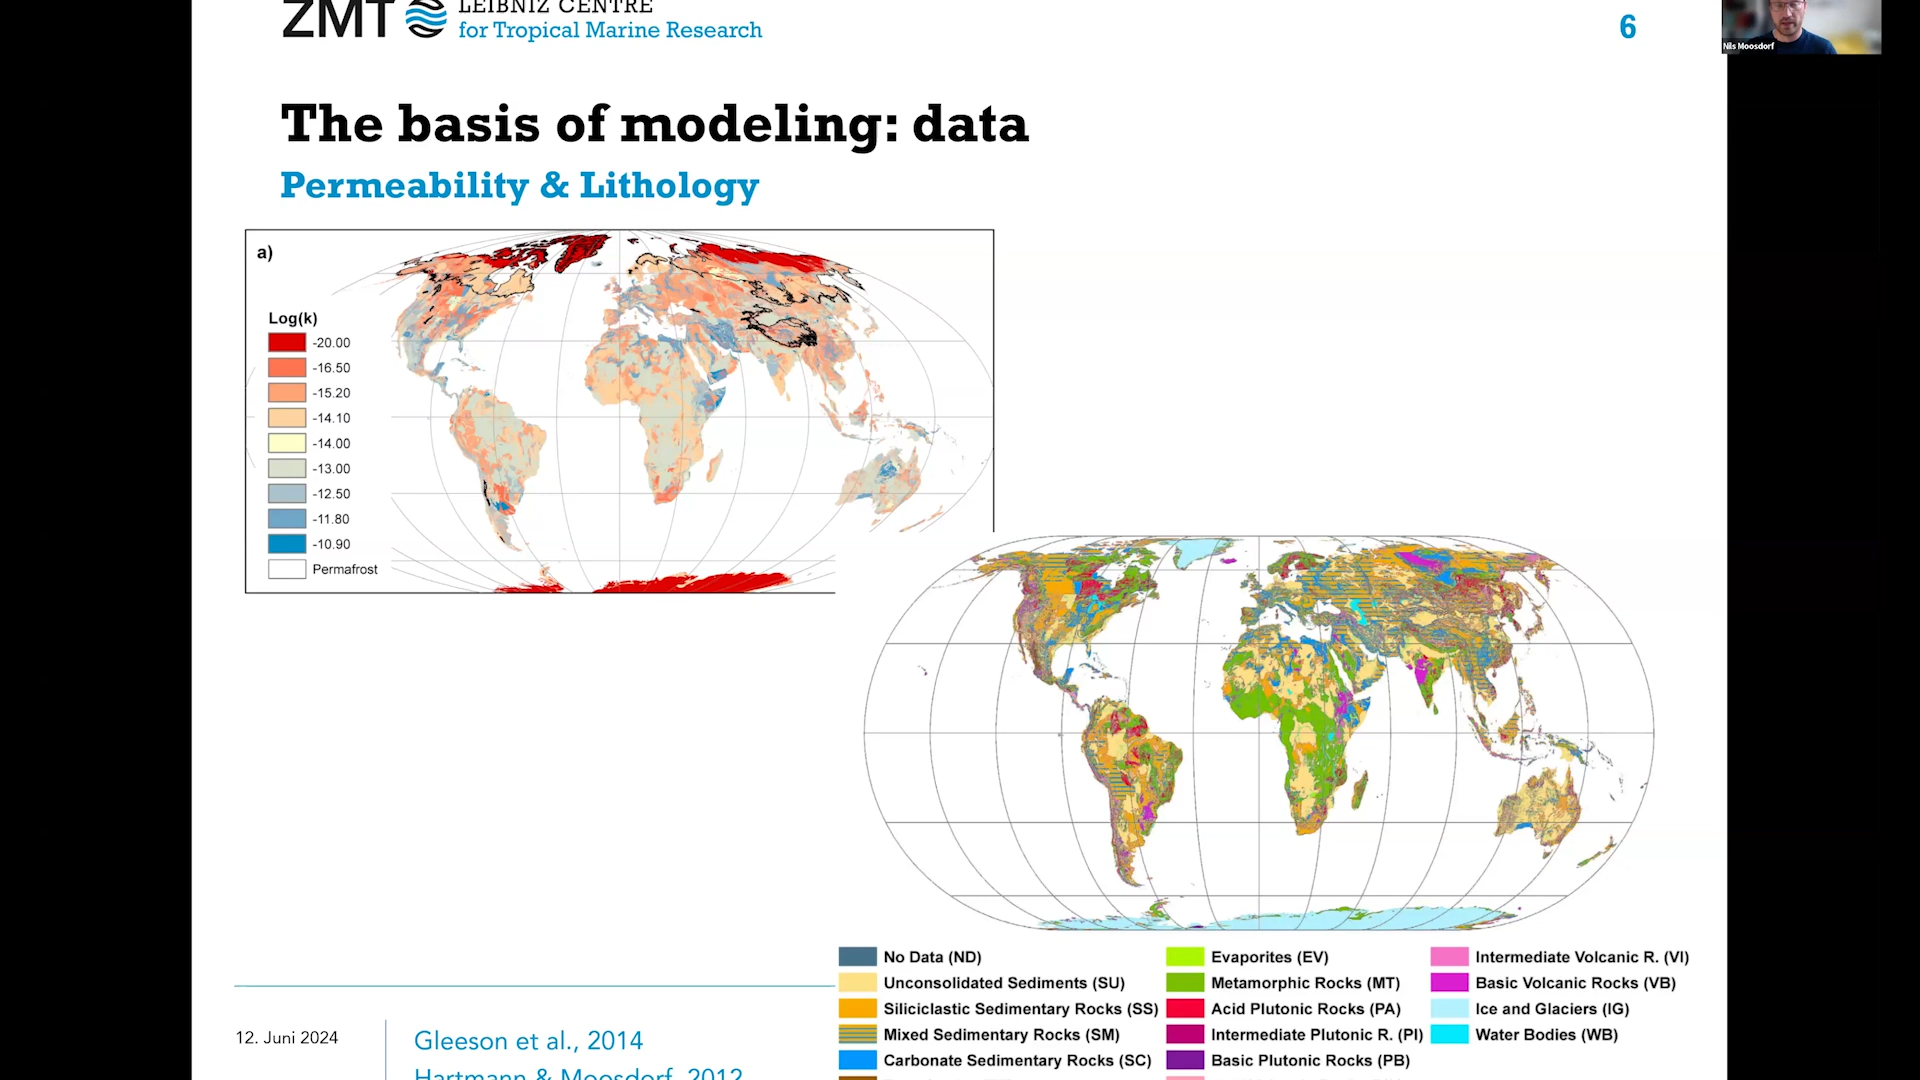 ZMT
LEIBNIZ CENTRE
for Tropical Marine Research
6
Nils Moosdorf
The basis of modeling: data
Permeability & Lithology
a)
Log(k)
-20.00
-16.50
-15.20
-14.10
-14.00
-13.00
-12.50
-11.80
-10.90
Permafrost
No Data (ND)
Unconsolidated Sediments (SU)
Siliciclastic Sedimentary Rocks (SS)
Mixed Sedimentary Rocks (SM)
Carbonate Sedimentary Rocks (SC)
Evaporites (EV)
Metamorphic Rocks (MT)
Acid Plutonic Rocks (PA)
Intermediate Plutonic R. (PI)
Basic Plutonic Rocks (PB)
Intermediate Volcanic R. (VI)
Basic Volcanic Rocks (VB)
Ice and Glaciers (IG)
Water Bodies (WB)
12. Juni 2024
Gleeson et al., 2014
Hartmann & Moosdorf, 2012